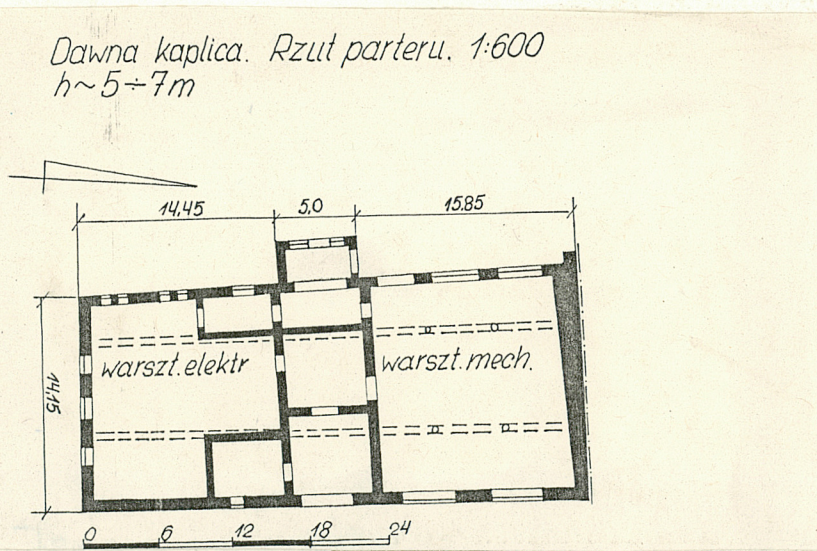 Dawna kaplica. Rzut parteru. 1:600
h~5÷7m
14,45 5,0 15,85
14,15
warszt.elektr warszt.mech.
0 6 12 18 24